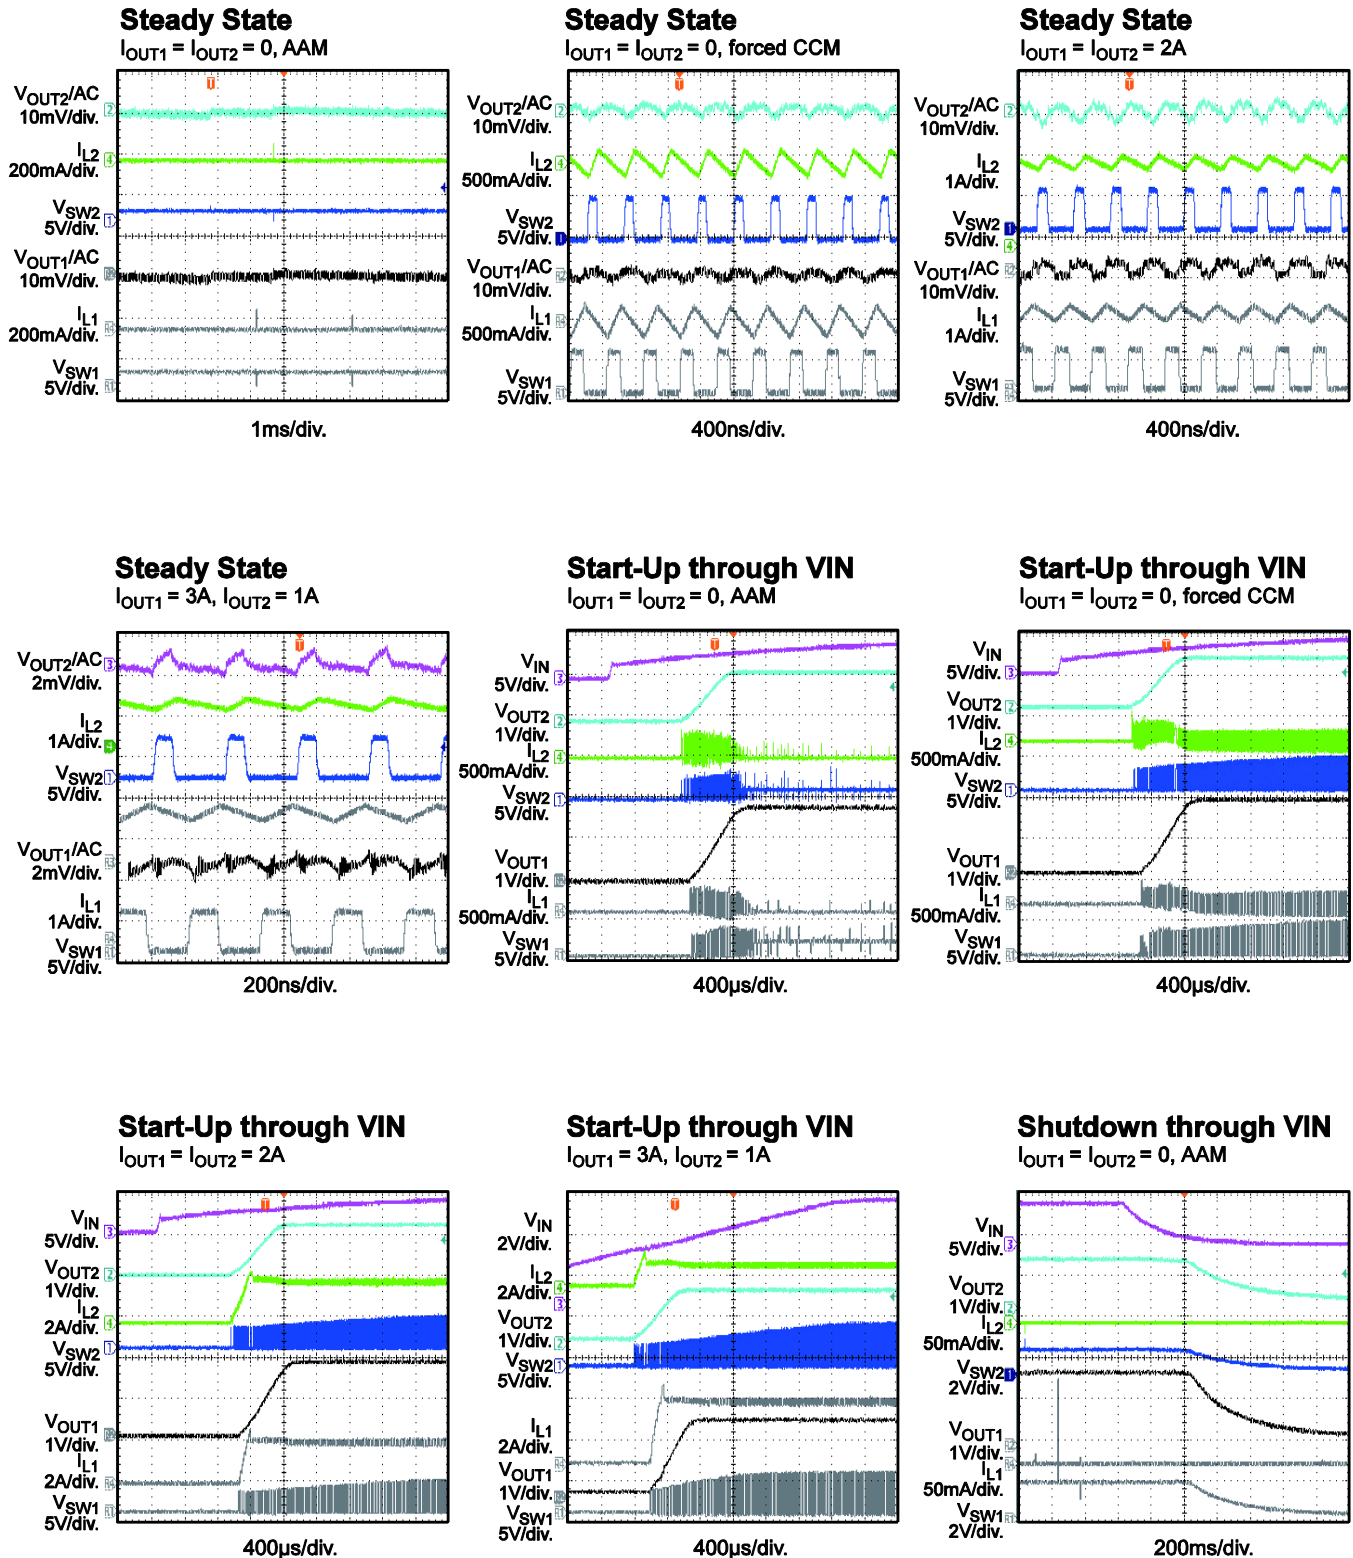 Steady State
IOUT1 = IOUT2 = 0, AAM
VOUT2/AC
10mV/div.
IL2
200mA/div.
VSW2
5V/div.
VOUT1/AC
10mV/div.
IL1
200mA/div.
VSW1
5V/div.
1ms/div.
Steady State
IOUT1 = IOUT2 = 0, forced CCM
VOUT2/AC
10mV/div.
IL2
500mA/div.
VSW2
5V/div.
VOUT1/AC
10mV/div.
IL1
500mA/div.
VSW1
5V/div.
400ns/div.
Steady State
IOUT1 = IOUT2 = 2A
VOUT2/AC
10mV/div.
IL2
1A/div.
VSW2
5V/div.
VOUT1/AC
10mV/div.
IL1
1A/div.
VSW1
5V/div.
400ns/div.
Steady State
IOUT1 = 3A, IOUT2 = 1A
VOUT2/AC
2mV/div.
IL2
1A/div.
VSW2
5V/div.
VOUT1/AC
2mV/div.
IL1
1A/div.
VSW1
5V/div.
200ns/div.
Start-Up through VIN
IOUT1 = IOUT2 = 0, AAM
VIN
5V/div.
VOUT2
1V/div.
IL2
500mA/div.
VSW2
5V/div.
VOUT1
1V/div.
IL1
500mA/div.
VSW1
5V/div.
400µs/div.
Start-Up through VIN
IOUT1 = IOUT2 = 0, forced CCM
VIN
5V/div.
VOUT2
1V/div.
IL2
500mA/div.
VSW2
5V/div.
VOUT1
1V/div.
IL1
500mA/div.
VSW1
5V/div.
400µs/div.
Start-Up through VIN
IOUT1 = IOUT2 = 2A
VIN
5V/div.
VOUT2
1V/div.
IL2
2A/div.
VSW2
5V/div.
VOUT1
1V/div.
IL1
2A/div.
VSW1
5V/div.
400µs/div.
Start-Up through VIN
IOUT1 = 3A, IOUT2 = 1A
VIN
2V/div.
IL2
2A/div.
VOUT2
1V/div.
VSW2
5V/div.
IL1
2A/div.
VOUT1
1V/div.
VSW1
5V/div.
400µs/div.
Shutdown through VIN
IOUT1 = IOUT2 = 0, AAM
VIN
5V/div.
VOUT2
1V/div.
IL2
50mA/div.
VSW2
2V/div.
VOUT1
1V/div.
IL1
50mA/div.
VSW1
2V/div.
200ms/div.